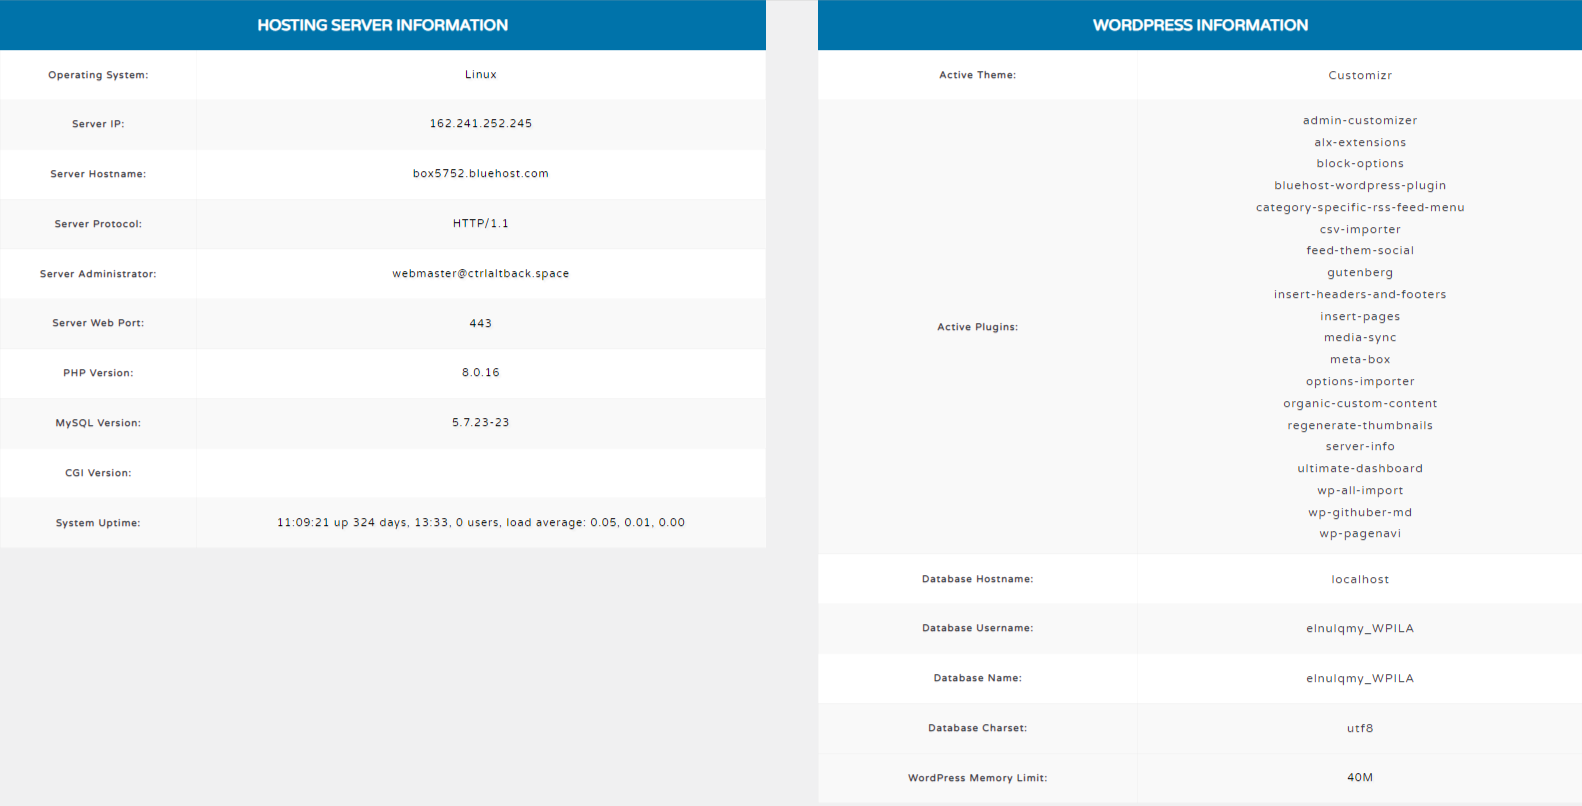 HOSTING SERVER INFORMATION
Operating System: Linux
Server IP: 162.241.252.245
Server Hostname: box5752.bluehost.com
Server Protocol: HTTP/1.1
Server Administrator: webmaster@ctrlaltback.space
Server Web Port: 443
PHP Version: 8.0.16
MySQL Version: 5.7.23-23
CGI Version:
System Uptime: 11:09:21 up 324 days, 13:33, 0 users, load average: 0.05, 0.01, 0.00
WORDPRESS INFORMATION
Active Theme: Customizr
Active Plugins:
admin-customizer
alx-extensions
block-options
bluehost-wordpress-plugin
category-specific-rss-feed-menu
csv-importer
feed-them-social
gutenberg
insert-headers-and-footers
insert-pages
media-sync
meta-box
options-importer
organic-custom-content
regenerate-thumbnails
server-info
ultimate-dashboard
wp-all-import
wp-githuber-md
wp-pagenavi
Database Hostname: localhost
Database Username: elnulqmy_WPILA
Database Name: elnulqmy_WPILA
Database Charset: utf8
WordPress Memory Limit: 40M